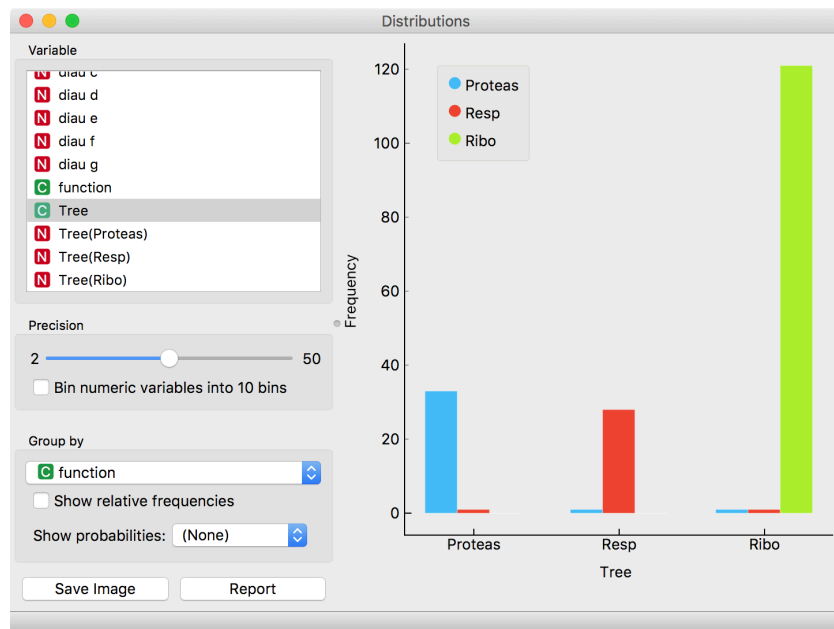 Distributions
Variable
N diau c
N diau d
N diau e
N diau f
N diau g
C function
C Tree
N Tree(Proteas)
N Tree(Resp)
N Tree(Ribo)
Precision
2 50
Bin numeric variables into 10 bins
Group by
C function
Show relative frequencies
Show probabilities: (None)
Save Image Report
120
100
80
60
40
20
0
Frequency
Proteas
Resp
Ribo
Proteas Resp Ribo
Tree